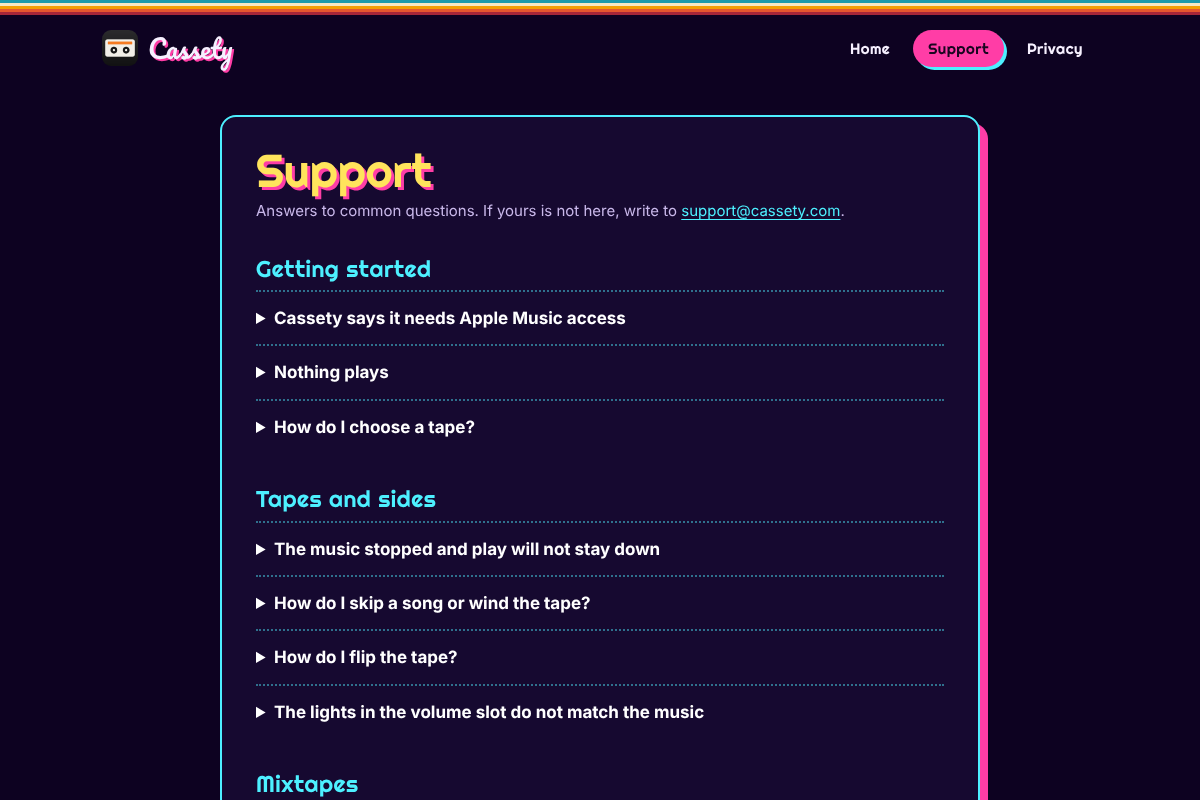 Cassety
Home
Support
Privacy
Support
Answers to common questions. If yours is not here, write to support@cassety.com.
Getting started
Cassety says it needs Apple Music access
Nothing plays
How do I choose a tape?
Tapes and sides
The music stopped and play will not stay down
How do I skip a song or wind the tape?
How do I flip the tape?
The lights in the volume slot do not match the music
Mixtapes